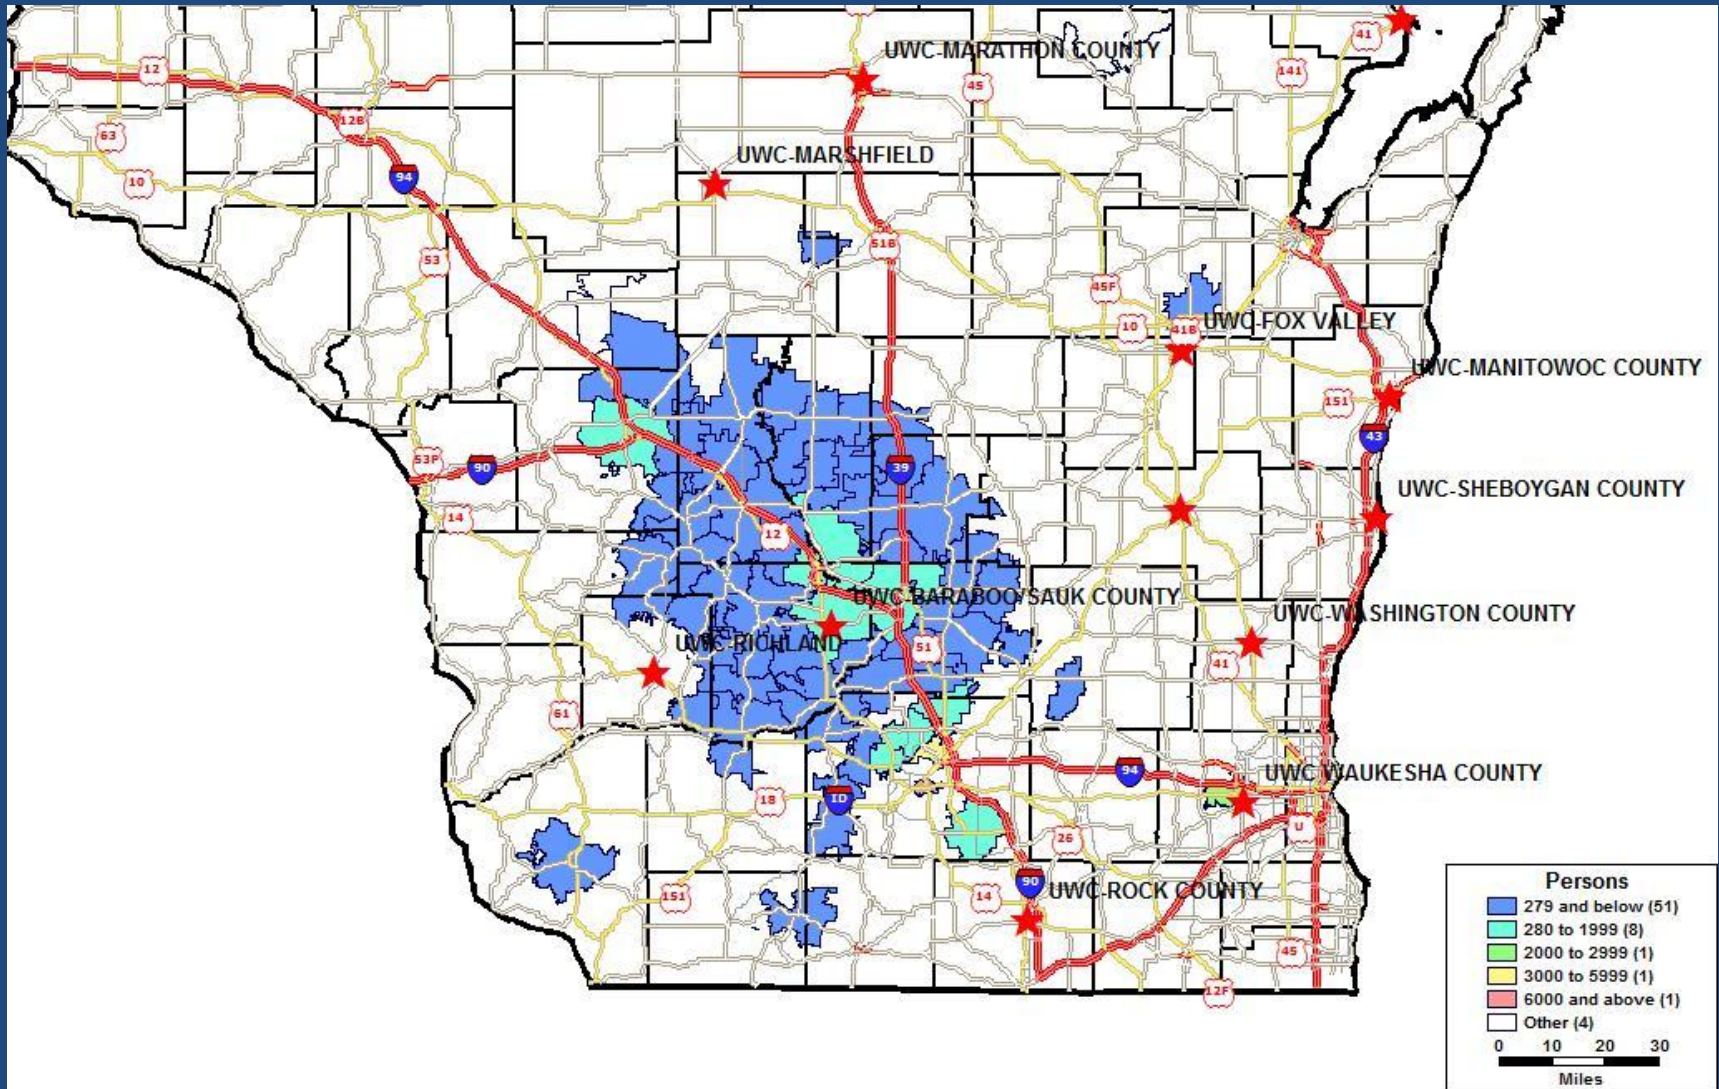 41
UWC-MARATHON COUNTY
12
45
141
12B
63
UWC-MARSHFIELD
94
10
51B
53
45F
10
41B
UWC-FOX VALLEY
UWC-MANITOWOC COUNTY
151
43
53P
90
39
UWC-SHEBOYGAN COUNTY
14
12
UWC-BARABOO/SAUK COUNTY
UWC-WASHINGTON COUNTY
UWC-RICHLAND
51
41
61
94
UWC WAUKESHA COUNTY
18
ID
26
U
90
UWC-ROCK COUNTY
151
14
45
12F
Persons
279 and below (51)
280 to 1999 (8)
2000 to 2999 (1)
3000 to 5999 (1)
6000 and above (1)
Other (4)
0 10 20 30
Miles